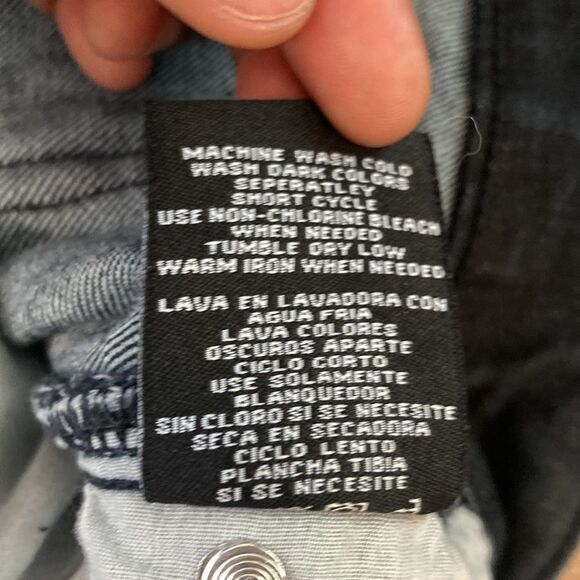 MACHINE WASH COLD
WASH DARK COLORS
SEPERATLEY
SHORT CYCLE
USE NON-CHLORINE BLEACH
WHEN NEEDED
TUMBLE DRY LOW
WARM IRON WHEN NEEDED
LAVA EN LAVADORA CON
AGUA FRIA
LAVA COLORES
OSCUROS APARTE
CICLO CORTO
USE SOLAMENTE
BLANQUEDOR
SIN CLORO SI SE NECESITE
SECA EN SECADORA
CICLO LENTO
PLANCHA TIBIA
SI SE NECESITE